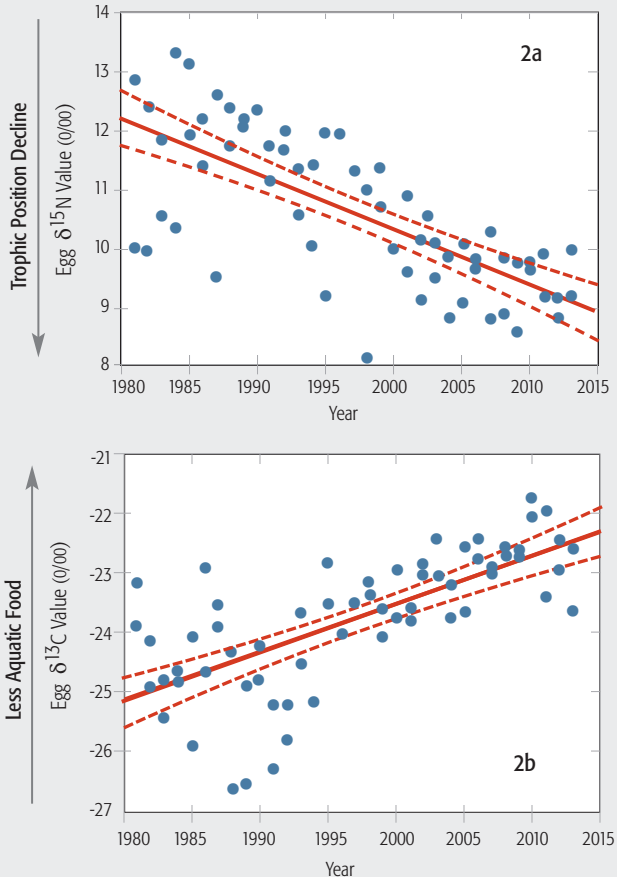 Trophic Position Decline
Egg δ15N Value (0/00)
14
13
12
11
10
9
8
2a
1980 1985 1990 1995 2000 2005 2010 2015
Year
Less Aquatic Food
Egg δ13C Value (0/00)
-21
-22
-23
-24
-25
-26
-27
2b
1980 1985 1990 1995 2000 2005 2010 2015
Year